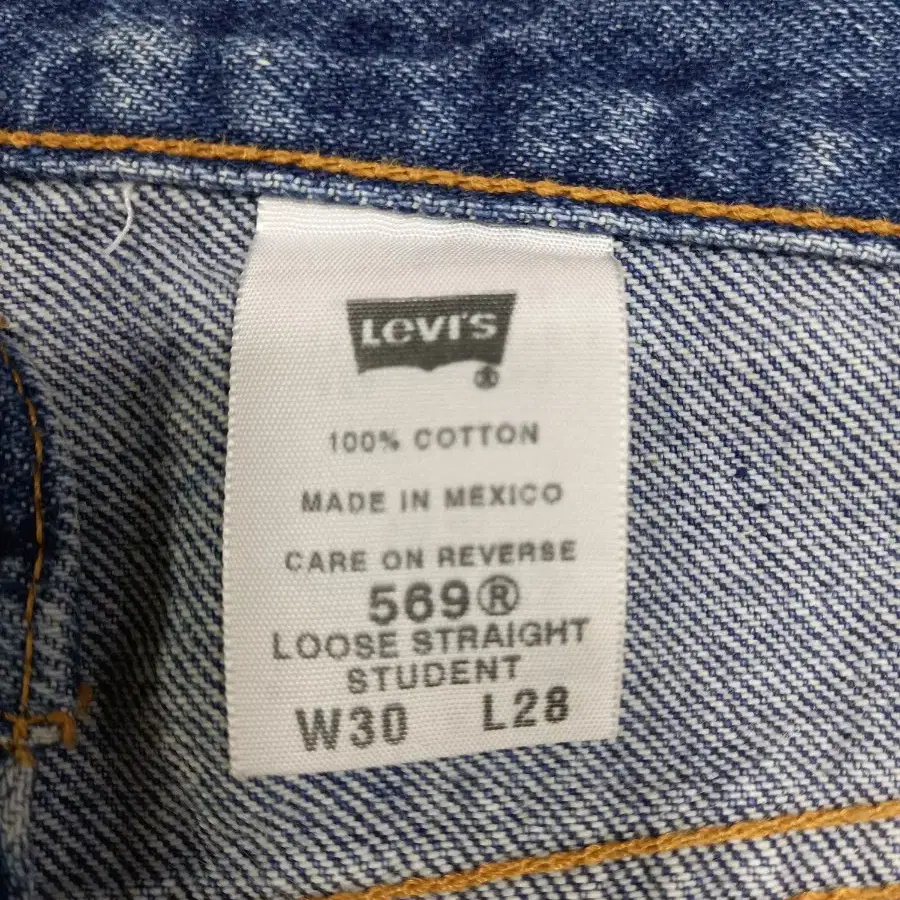 Levi's
®
100% COTTON
MADE IN MEXICO
CARE ON REVERSE
569®
LOOSE STRAIGHT
STUDENT
W30 L28